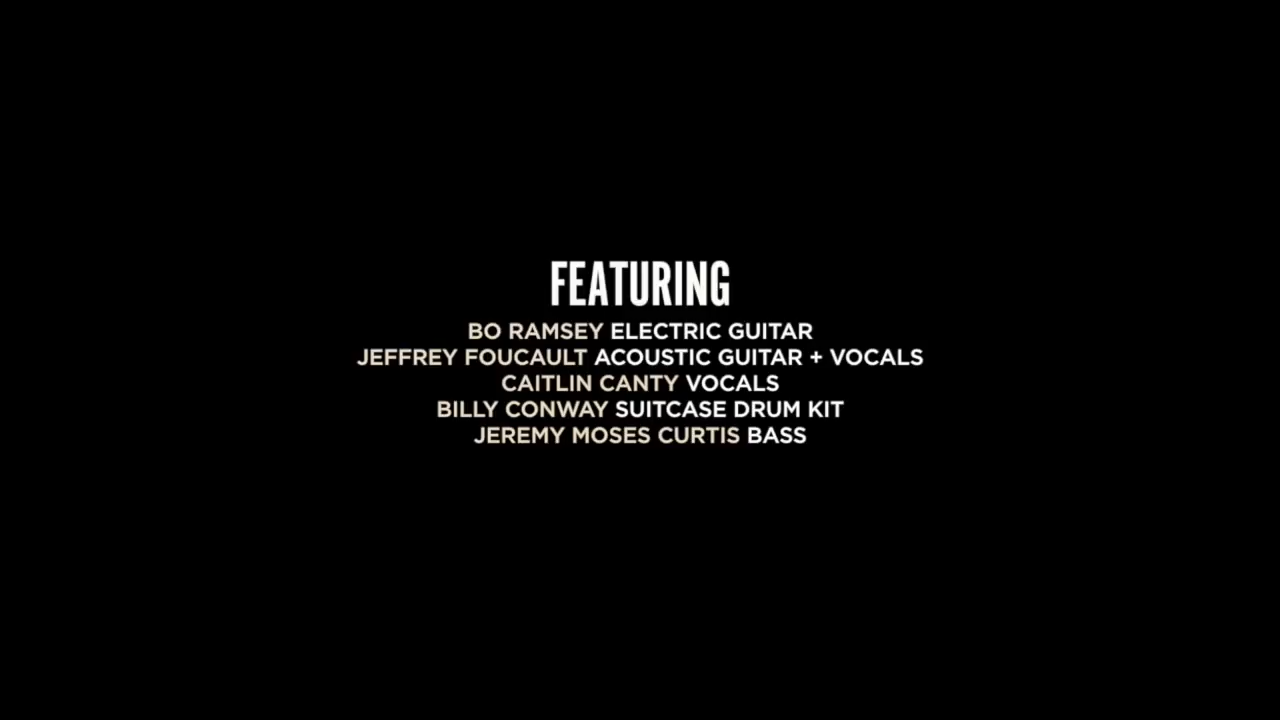 FEATURING
BO RAMSEY ELECTRIC GUITAR
JEFFREY FOUCAULT ACOUSTIC GUITAR + VOCALS
CAITLIN CANTY VOCALS
BILLY CONWAY SUITCASE DRUM KIT
JEREMY MOSES CURTIS BASS